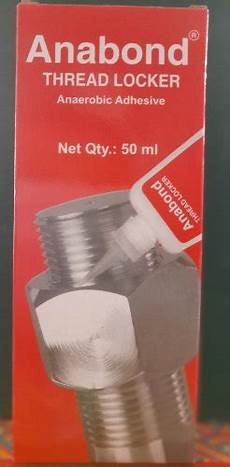 Anabond®
THREAD LOCKER
Anaerobic Adhesive
Net Qty.: 50 ml
Anabond
THREAD LOCKER